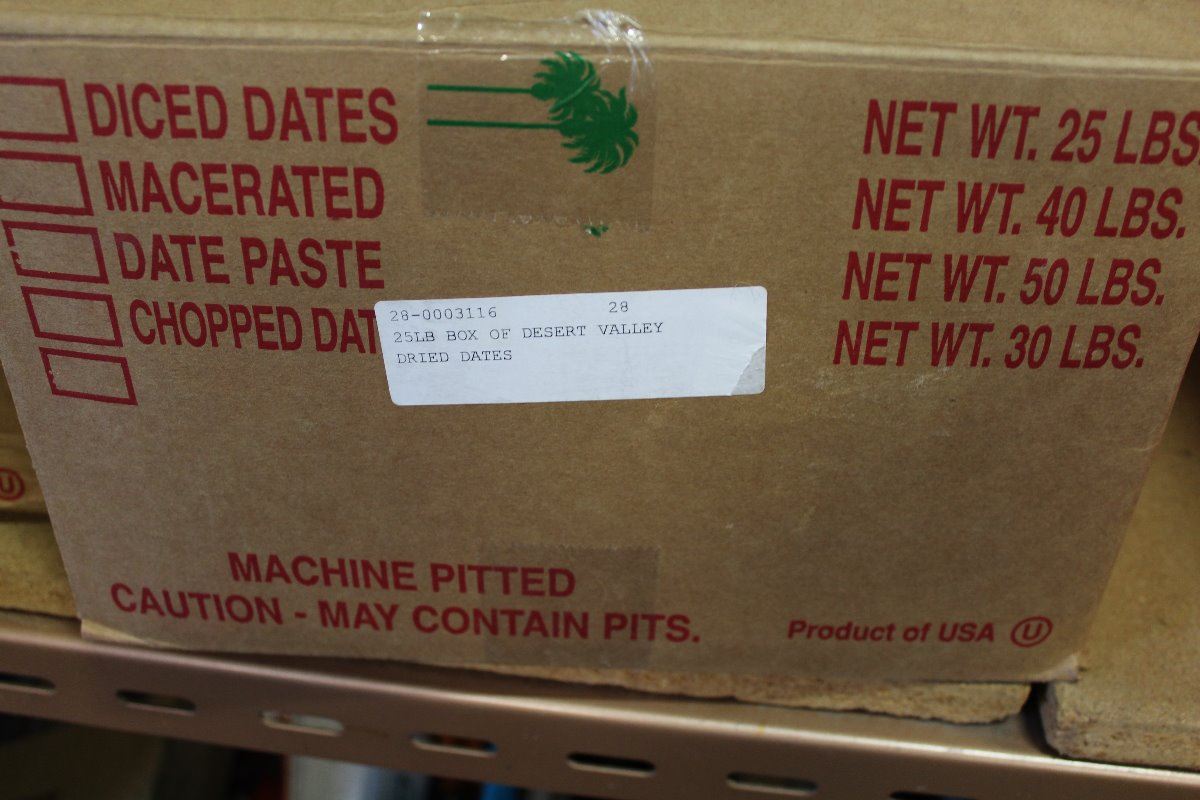 DICED DATES
MACERATED
DATE PASTE
CHOPPED DAT
NET WT. 25 LBS.
NET WT. 40 LBS.
NET WT. 50 LBS.
NET WT. 30 LBS.
28-0003116 28
25LB BOX OF DESERT VALLEY
DRIED DATES
MACHINE PITTED
CAUTION - MAY CONTAIN PITS.
Product of USA U
U